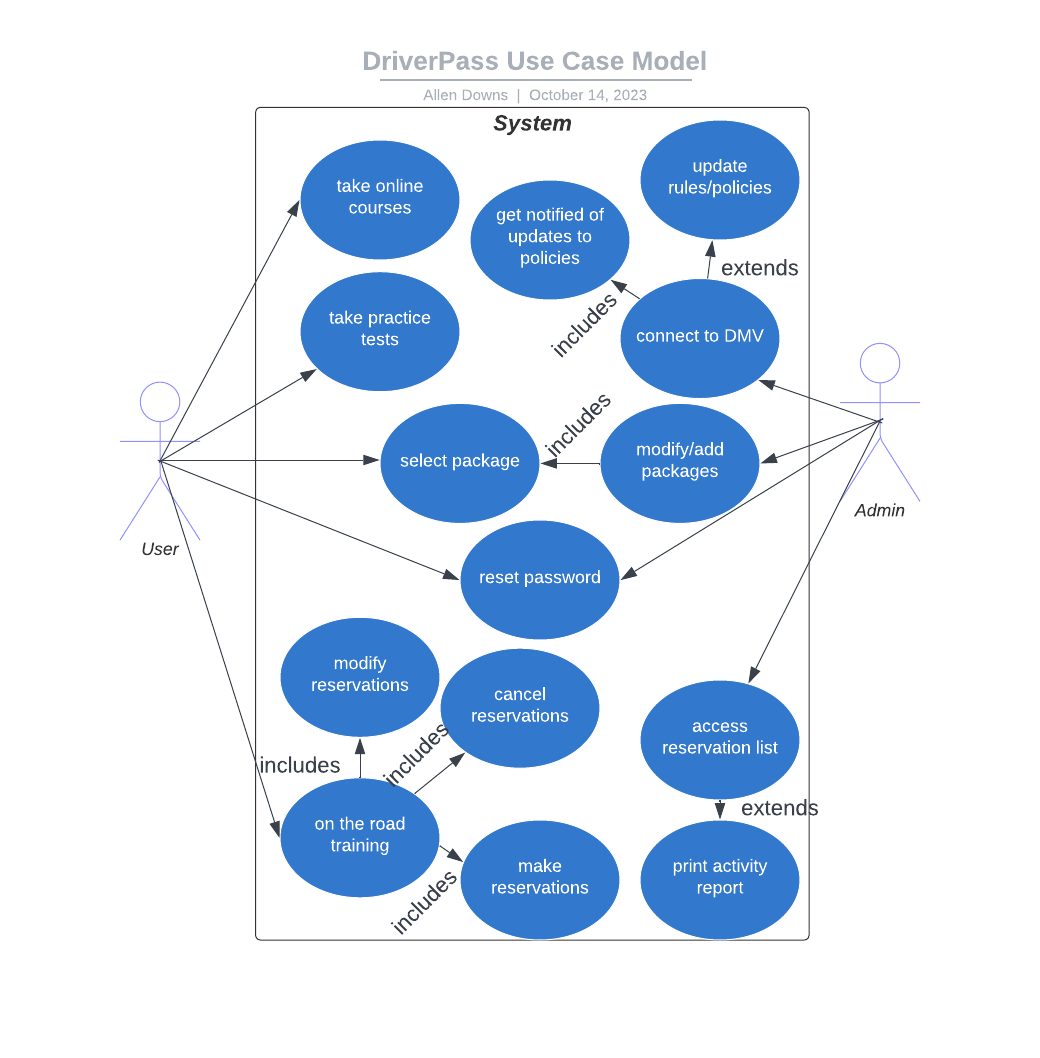 DriverPass Use Case Model
Allen Downs | October 14, 2023
System
take online
courses
get notified of
updates to
policies
update
rules/policies
extends
take practice
tests
includes
connect to DMV
select package
includes
modify/add
packages
User
Admin
reset password
modify
reservations
cancel
reservations
access
reservation list
includes
includes
extends
on the road
training
includes
make
reservations
print activity
report